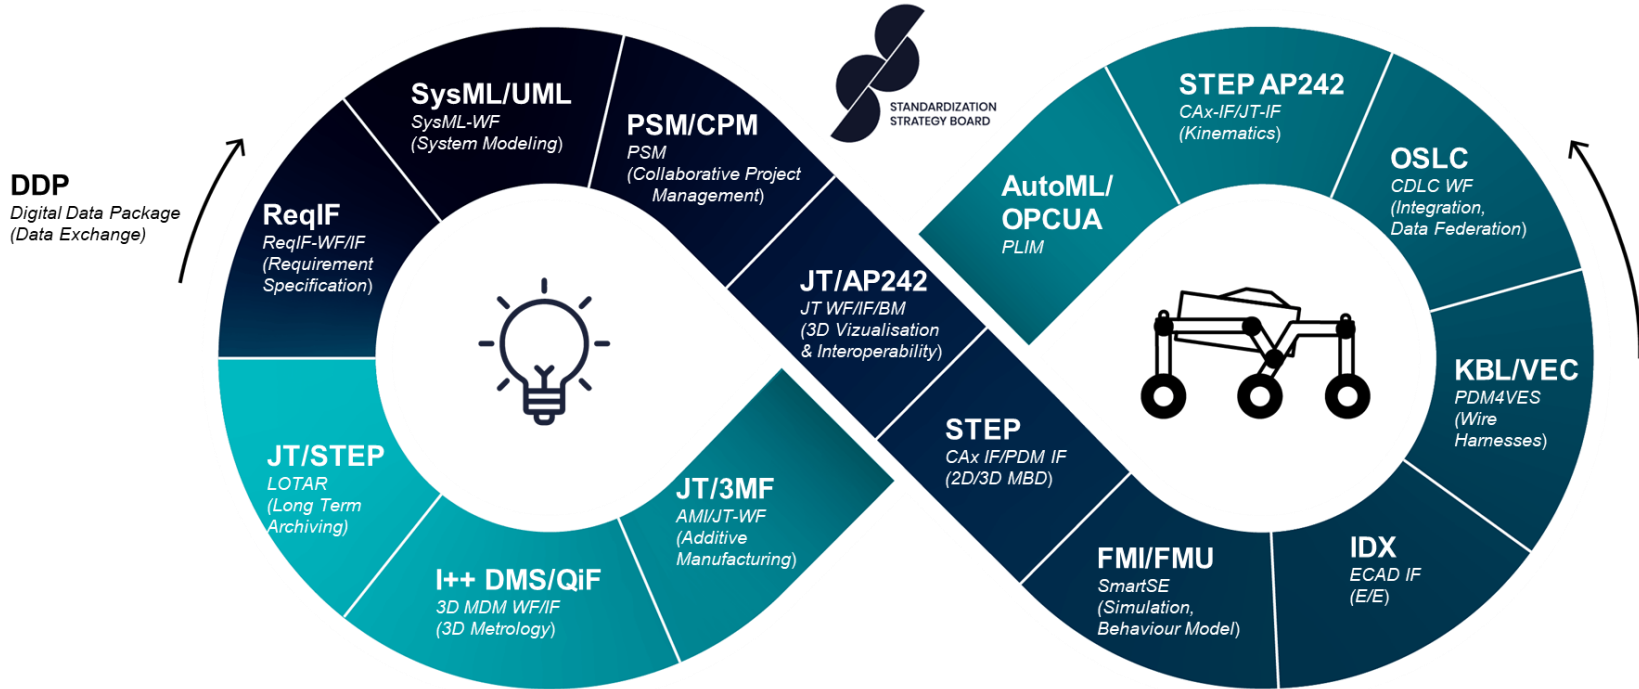 DDP
Digital Data Package
(Data Exchange)
ReqIF
ReqIF-WF/IF
(Requirement
Specification)
SysML/UML
SysML-WF
(System Modeling)
PSM/CPM
PSM
(Collaborative Project
Management)
JT/AP242
JT WF/IF/BM
(3D Vizualisation
& Interoperability)
STEP
CAx IF/PDM IF
(2D/3D MBD)
FMI/FMU
SmartSE
(Simulation,
Behaviour Model)
IDX
ECAD IF
(E/E)
KBL/VEC
PDM4VES
(Wire
Harnesses)
OSLC
CDLC WF
(Integration,
Data Federation)
STEP AP242
CAx-IF/JT-IF
(Kinematics)
AutoML/
OPCUA
PLIM
JT/3MF
AMI/JT-WF
(Additive
Manufacturing)
I++ DMS/QiF
3D MDM WF/IF
(3D Metrology)
JT/STEP
LOTAR
(Long Term
Archiving)
STANDARDIZATION
STRATEGY BOARD